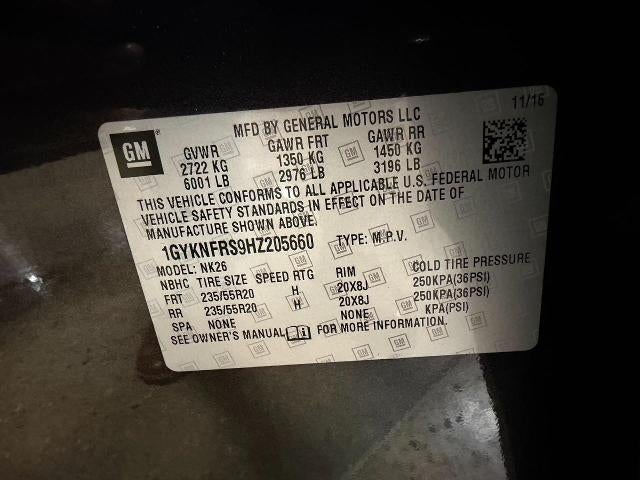 11/16
GM
MFD BY GENERAL MOTORS LLC
GVWR GAWR FRT GAWR RR
2722 KG 1350 KG 1450 KG
6001 LB 2976 LB 3196 LB
THIS VEHICLE CONFORMS TO ALL APPLICABLE U.S. FEDERAL MOTOR
VEHICLE SAFETY STANDARDS IN EFFECT ON THE DATE OF
MANUFACTURE SHOWN ABOVE.
1GYKNFRS9HZ205660 TYPE: M.P.V.
MODEL: NK26
NBHC TIRE SIZE SPEED RTG RIM COLD TIRE PRESSURE
FRT 235/55R20 H 20X8J 250KPA(36PSI)
RR 235/55R20 H 20X8J 250KPA(36PSI)
SPA NONE NONE KPA(PSI)
SEE OWNER'S MANUAL i FOR MORE INFORMATION.